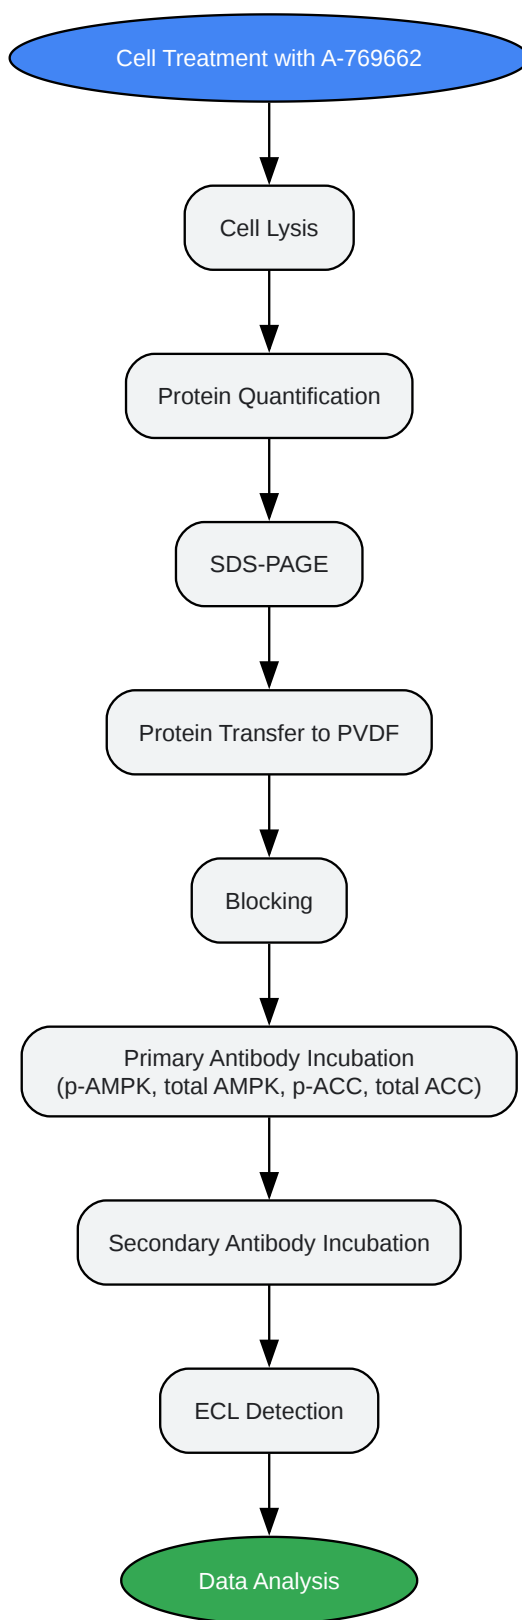 Cell Treatment with A-769662
Cell Lysis
Protein Quantification
SDS-PAGE
Protein Transfer to PVDF
Blocking
Primary Antibody Incubation
(p-AMPK, total AMPK, p-ACC, total ACC)
Secondary Antibody Incubation
ECL Detection
Data Analysis